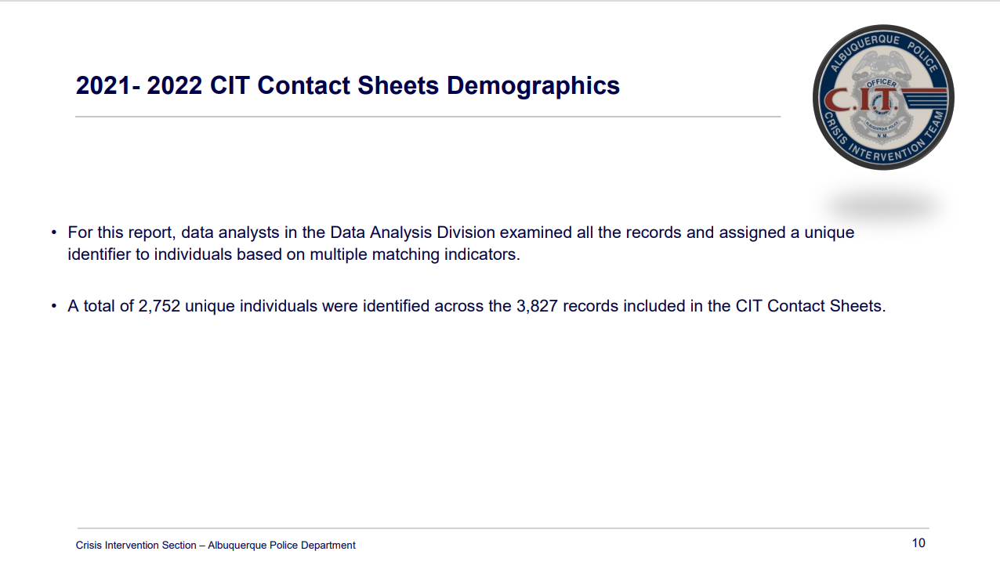 ALBUQUERQUE POLICE
OFFICER
C.I.T.
ALBUQUERQUE POLICE
N.M.
CRISIS INTERVENTION TEAM
2021- 2022 CIT Contact Sheets Demographics
• For this report, data analysts in the Data Analysis Division examined all the records and assigned a unique
identifier to individuals based on multiple matching indicators.
• A total of 2,752 unique individuals were identified across the 3,827 records included in the CIT Contact Sheets.
Crisis Intervention Section – Albuquerque Police Department
10